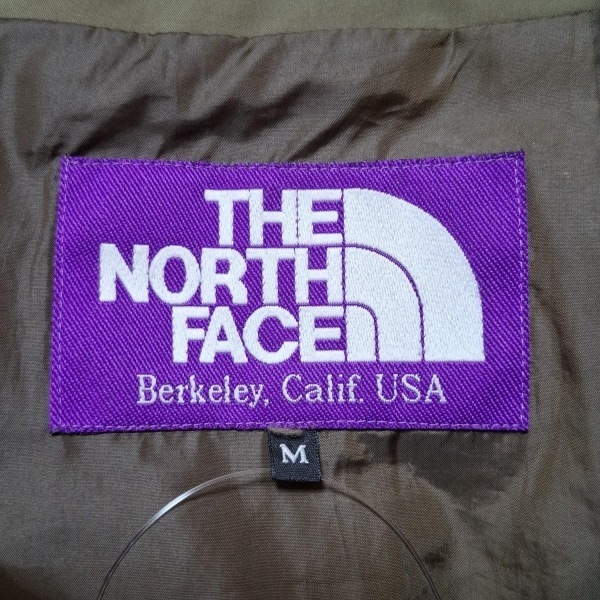 THE
NORTH
FACE
Berkeley, Calif. USA
M